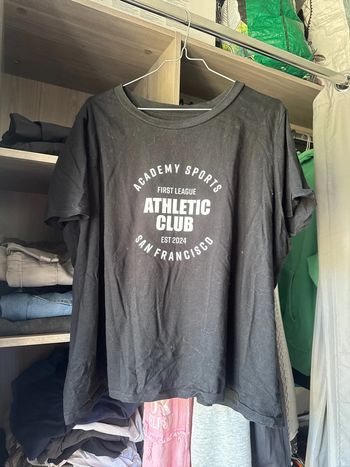 ACADEMY SPORTS
FIRST LEAGUE
ATHLETIC
CLUB
EST 2024
SAN FRANCISCO